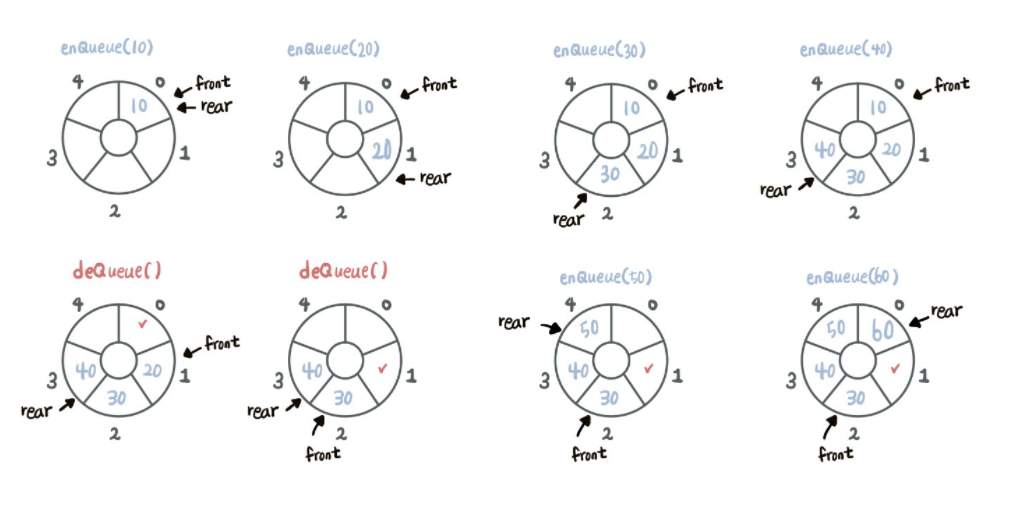 enQueue(10)
4 0 front
10 rear
3 1
2
enQueue(20)
4 0 front
10
3 20 1
rear
2
enQueue(30)
4 0 front
10
3 20 1
30
rear 2
enQueue(40)
4 0 front
10
3 40 20 1
rear 30
2
deQueue()
4 0
front
3 40 20 1
rear 30
2
deQueue()
4 0
3 40 1
rear 30
2
front
enQueue(50)
4 0
rear 50
3 40 1
30
2
front
enQueue(60)
4 0 rear
50 60
3 40 1
30
2
front